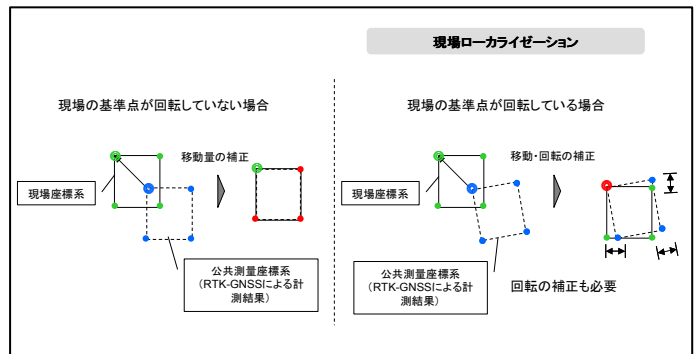 現場ローカライゼーション
現場の基準点が回転していない場合
移動量の補正
現場座標系
公共測量座標系
(RTK-GNSSによる計
測結果)
現場の基準点が回転している場合
移動・回転の補正
現場座標系
公共測量座標系
(RTK-GNSSによる計
測結果)
回転の補正も必要